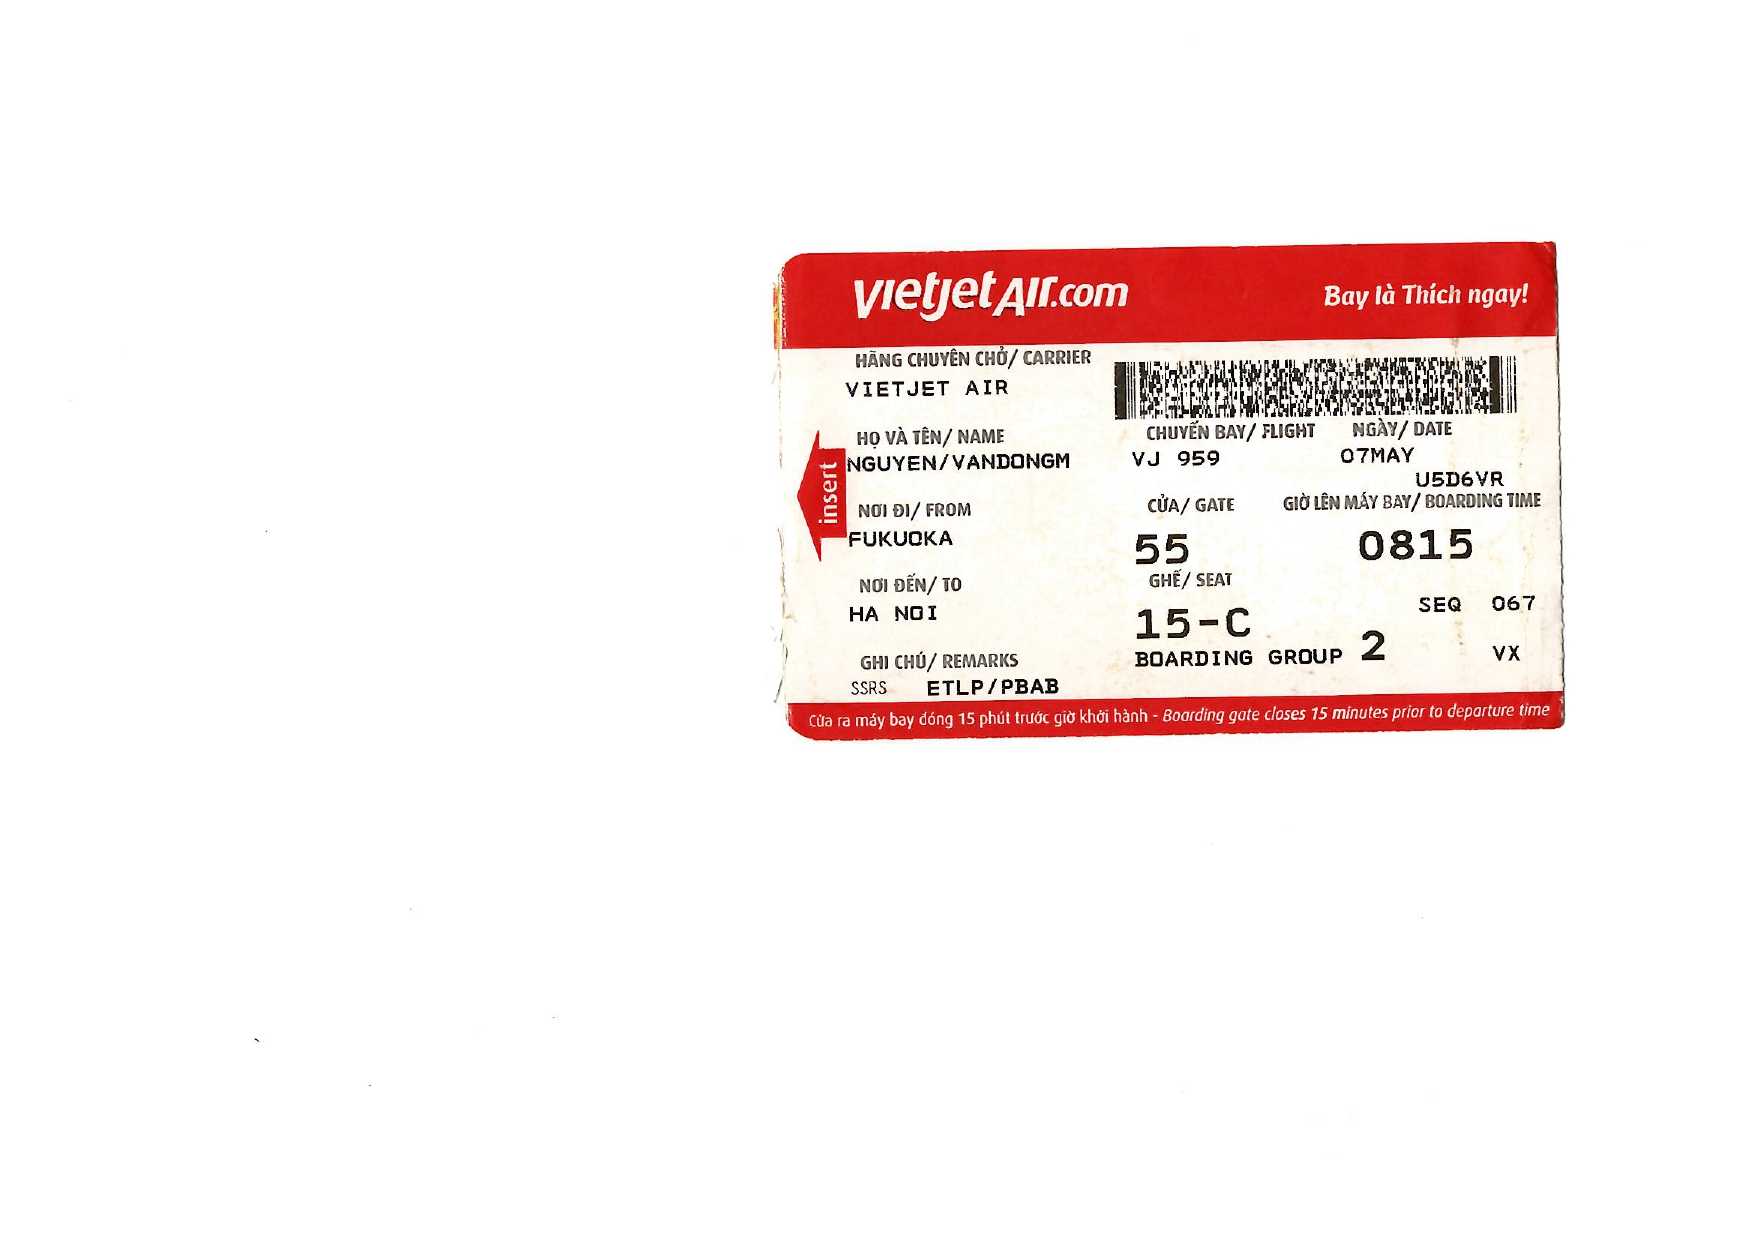 vietjetAir.com
Bay là Thích ngay!
HÃNG CHUYÊN CHỞ/ CARRIER
VIETJET AIR
HỌ VÀ TÊN/ NAME
NGUYEN/VANDONGM
CHUYẾN BAY/ FLIGHT NGÀY/ DATE
VJ 959 07MAY
U5D6VR
insert
NƠI ĐI/ FROM
FUKUOKA
CỬA/ GATE GIỜ LÊN MÁY BAY/ BOARDING TIME
55 0815
NƠI ĐẾN/ TO
HA NOI
GHẾ/ SEAT
15-C
SEQ 067
BOARDING GROUP 2 VX
GHI CHÚ/ REMARKS
SSRS ETLP/PBAB
Cửa ra máy bay đóng 15 phút trước giờ khởi hành - Boarding gate closes 15 minutes prior to departure time